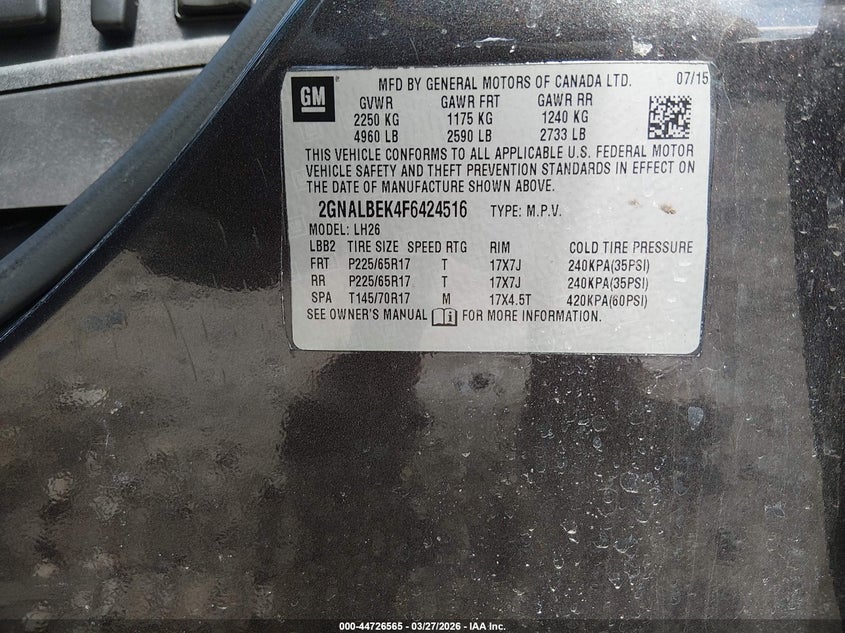 GM
MFD BY GENERAL MOTORS OF CANADA LTD. 07/15
GVWR GAWR FRT GAWR RR
2250 KG 1175 KG 1240 KG
4960 LB 2590 LB 2733 LB
THIS VEHICLE CONFORMS TO ALL APPLICABLE U.S. FEDERAL MOTOR
VEHICLE SAFETY AND THEFT PREVENTION STANDARDS IN EFFECT ON
THE DATE OF MANUFACTURE SHOWN ABOVE.
2GNALBEK4F6424516 TYPE: M.P.V.
MODEL: LH26
LBB2 TIRE SIZE SPEED RTG RIM COLD TIRE PRESSURE
FRT P225/65R17 T 17X7J 240KPA(35PSI)
RR P225/65R17 T 17X7J 240KPA(35PSI)
SPA T145/70R17 M 17X4.5T 420KPA(60PSI)
SEE OWNER'S MANUAL i FOR MORE INFORMATION.
000-44726565 - 03/27/2026 - IAA Inc.